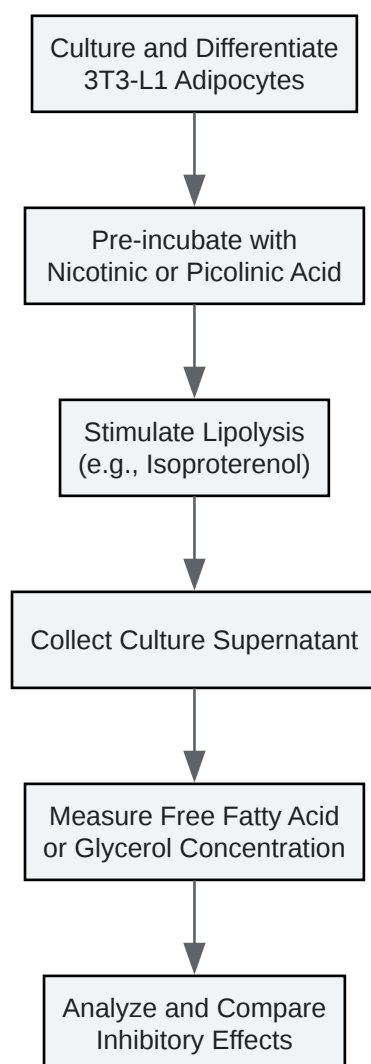 Culture and Differentiate
3T3-L1 Adipocytes
Pre-incubate with
Nicotinic or Picolinic Acid
Stimulate Lipolysis
(e.g., Isoproterenol)
Collect Culture Supernatant
Measure Free Fatty Acid
or Glycerol Concentration
Analyze and Compare
Inhibitory Effects